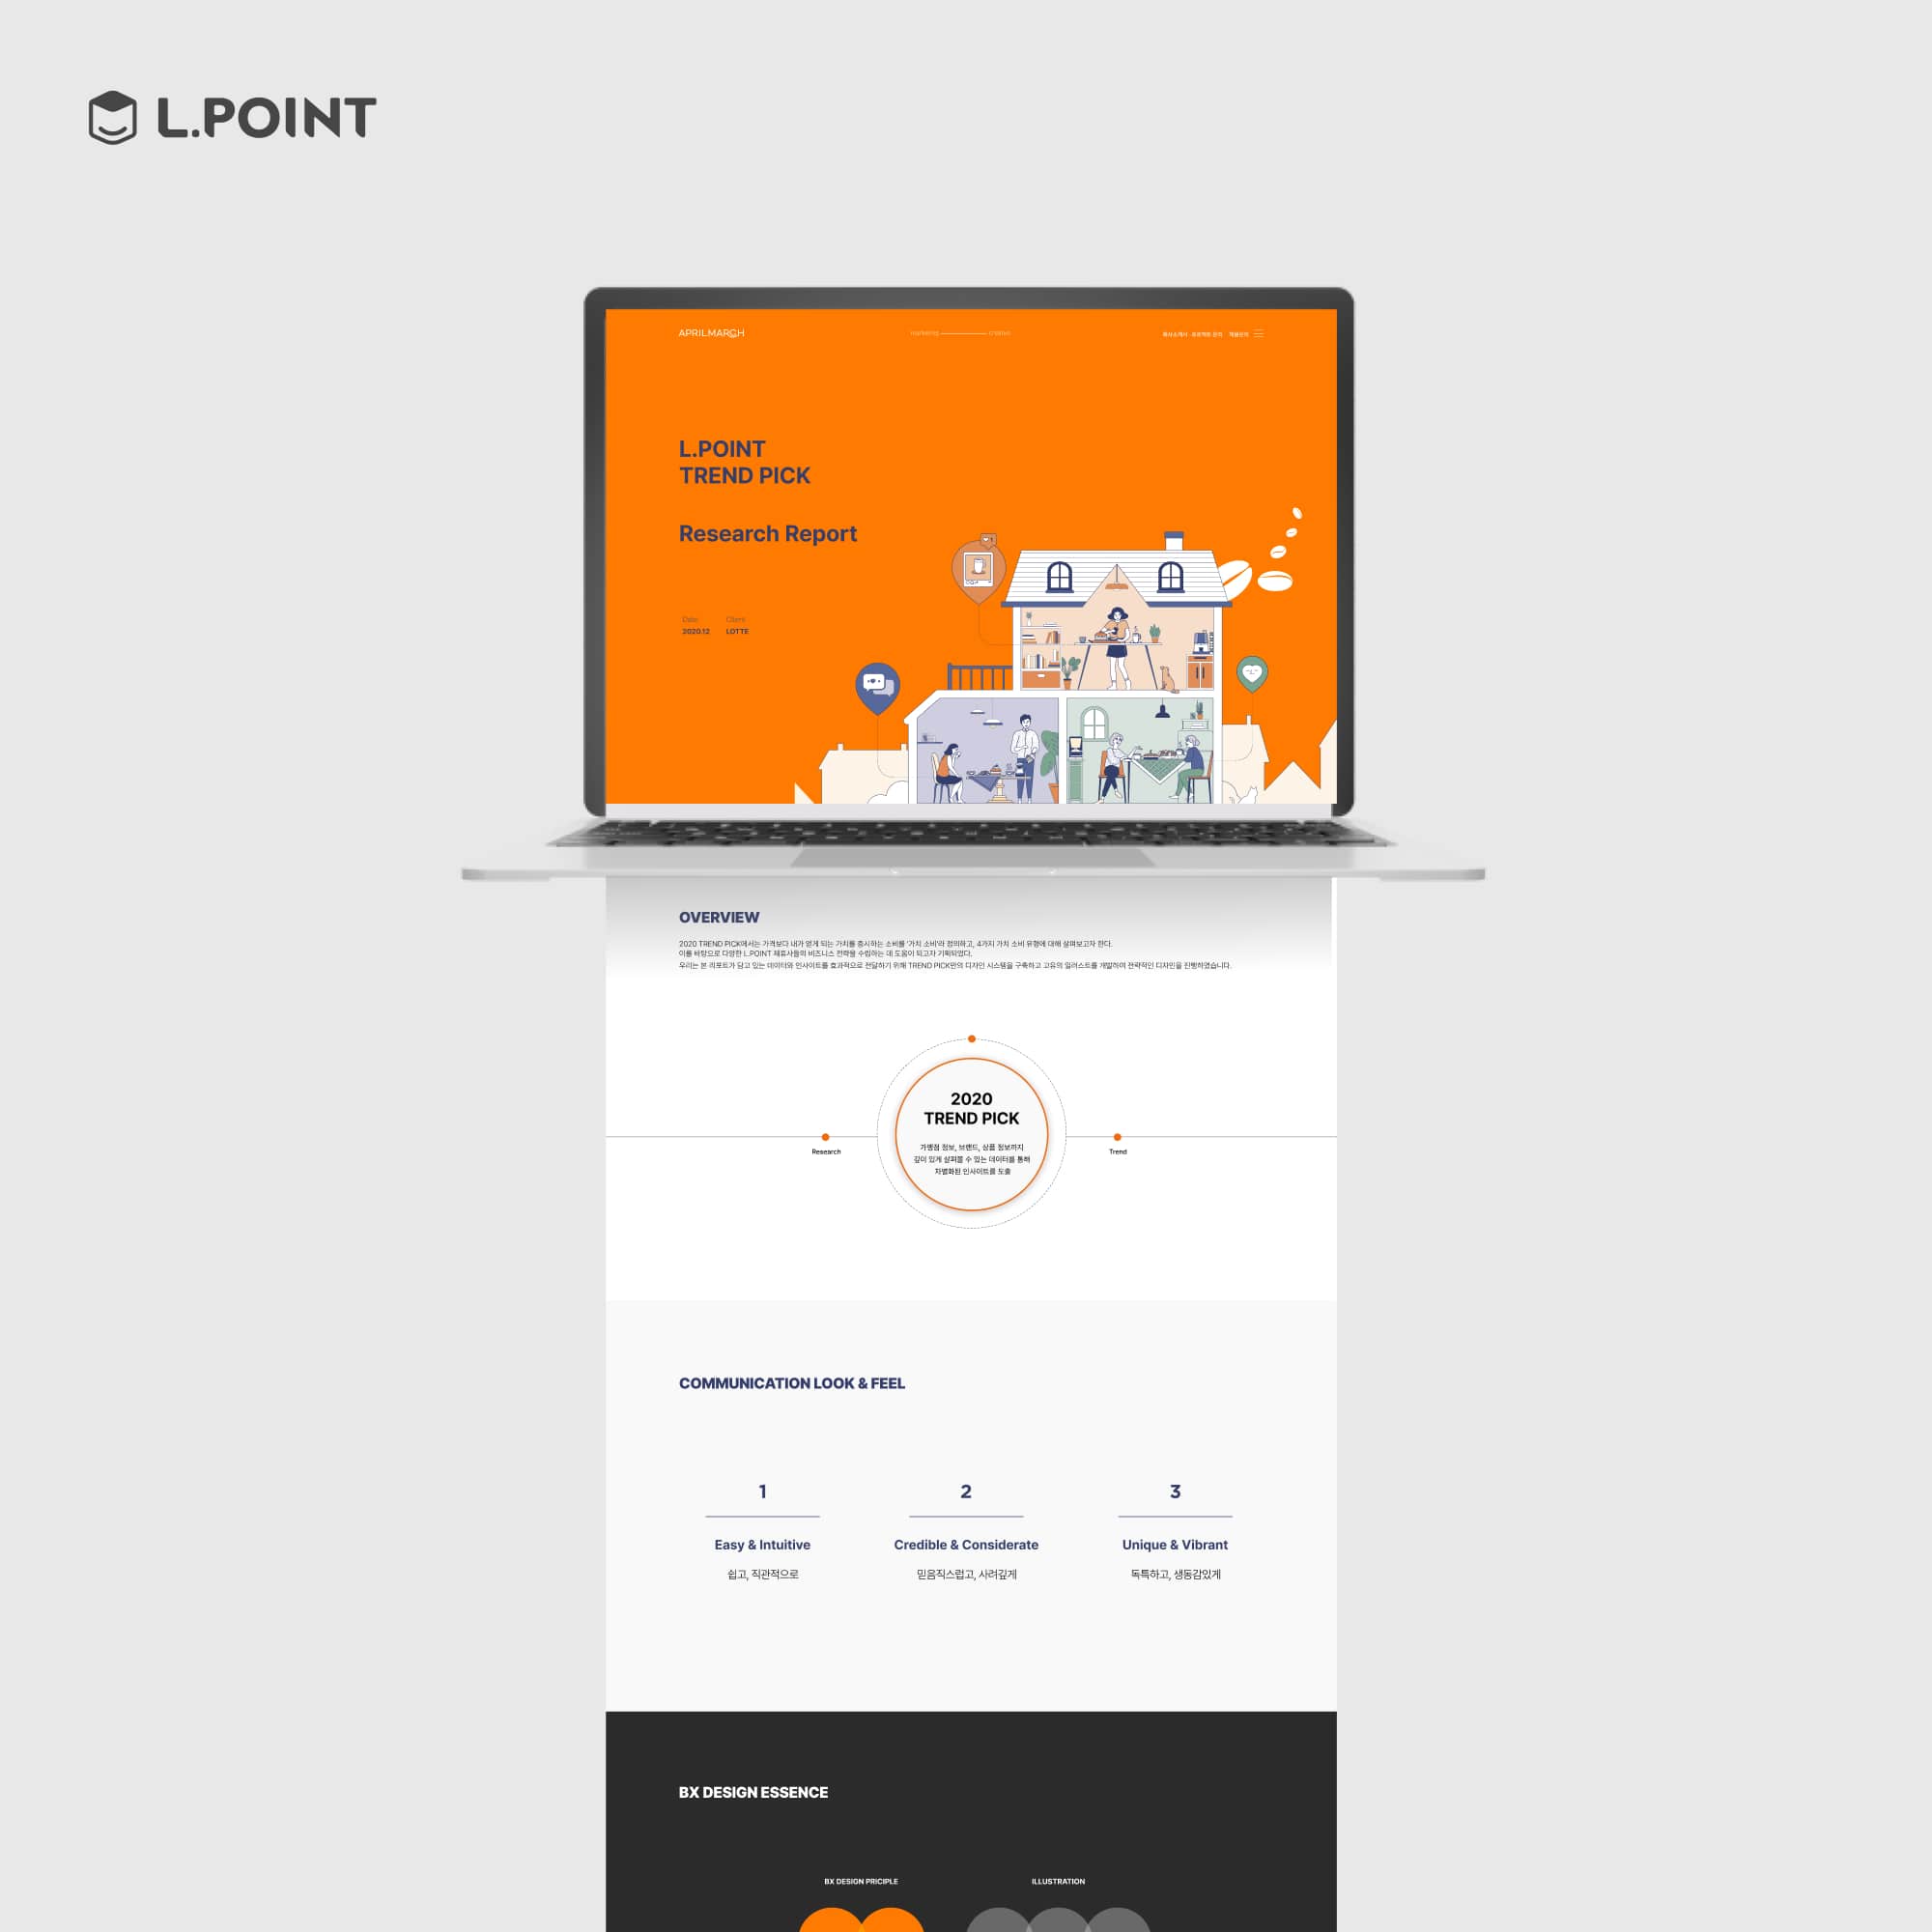 L.POINT
APRILMARCH
marketing
creative
회사소개서 프로젝트 문의 채용문의
L.POINT
TREND PICK
Research Report
Date
Client
2020.12
LOTTE
OVERVIEW
2020 TREND PICK에서는 가격보다 내가 얻게 되는 가치를 중시하는 소비를 '가치 소비'라 정의하고, 4가지 가치 소비 유형에 대해 살펴보고자 한다.
이를 바탕으로 다양한 L.POINT 제휴사들의 비즈니스 전략을 수립하는 데 도움이 되고자 기획되었다.
우리는 본 리포트가 담고 있는 데이터와 인사이트를 효과적으로 전달하기 위해 TREND PICK만의 디자인 시스템을 구축하고 고유의 일러스트를 개발하여 전략적인 디자인을 진행하였습니다.
2020
TREND PICK
가맹점 정보, 브랜드, 상품 정보까지
깊이 있게 살펴볼 수 있는 데이터를 통해
차별화된 인사이트를 도출
Research
Trend
COMMUNICATION LOOK & FEEL
1
2
3
Easy & Intuitive
Credible & Considerate
Unique & Vibrant
쉽고, 직관적으로
믿음직스럽고, 사려깊게
독특하고, 생동감있게
BX DESIGN ESSENCE
BX DESIGN PRICIPLE
ILLUSTRATION